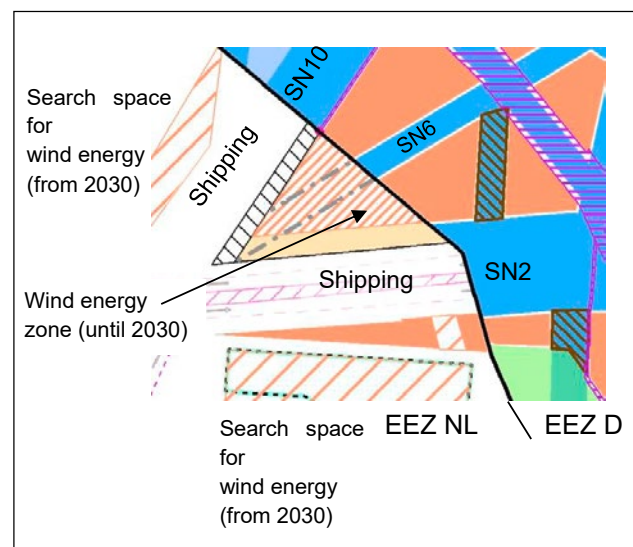 SN10
Search space
for
wind energy
(from 2030)
SN6
Shipping
Shipping
SN2
Wind energy
zone (until 2030)
EEZ NL
EEZ D
Search space
for
wind energy
(from 2030)